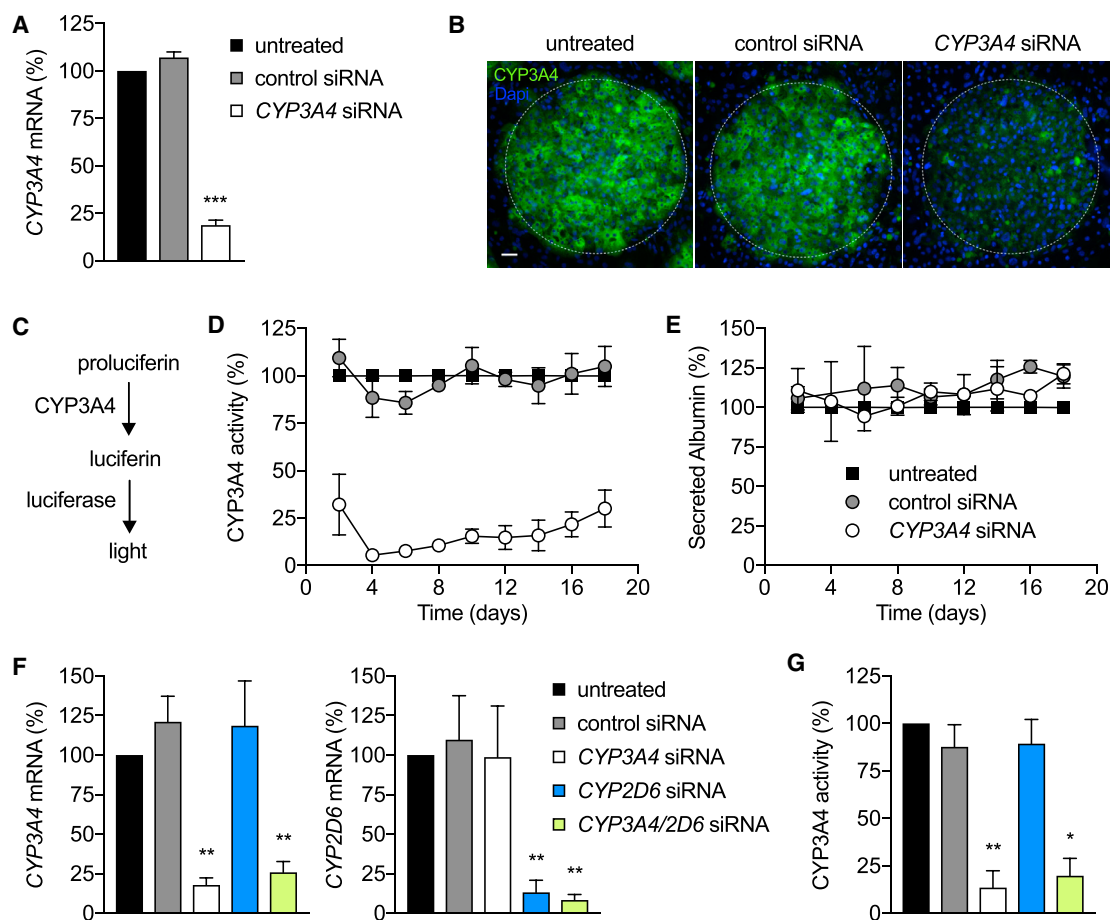 A
125
100
75
50
25
0
CYP3A4 mRNA (%)
***
untreated
control siRNA
CYP3A4 siRNA
B
untreated
control siRNA
CYP3A4 siRNA
CYP3A4
Dapi
C
proluciferin
CYP3A4
luciferin
luciferase
light
D
125
100
75
50
25
0
CYP3A4 activity (%)
0 4 8 12 16 20
Time (days)
E
150
125
100
75
50
25
0
Secreted Albumin (%)
untreated
control siRNA
CYP3A4 siRNA
0 4 8 12 16 20
Time (days)
F
150
125
100
75
50
25
0
CYP3A4 mRNA (%)
**
**
150
125
100
75
50
25
0
CYP2D6 mRNA (%)
**
**
untreated
control siRNA
CYP3A4 siRNA
CYP2D6 siRNA
CYP3A4/2D6 siRNA
G
125
100
75
50
25
0
CYP3A4 activity (%)
**
*